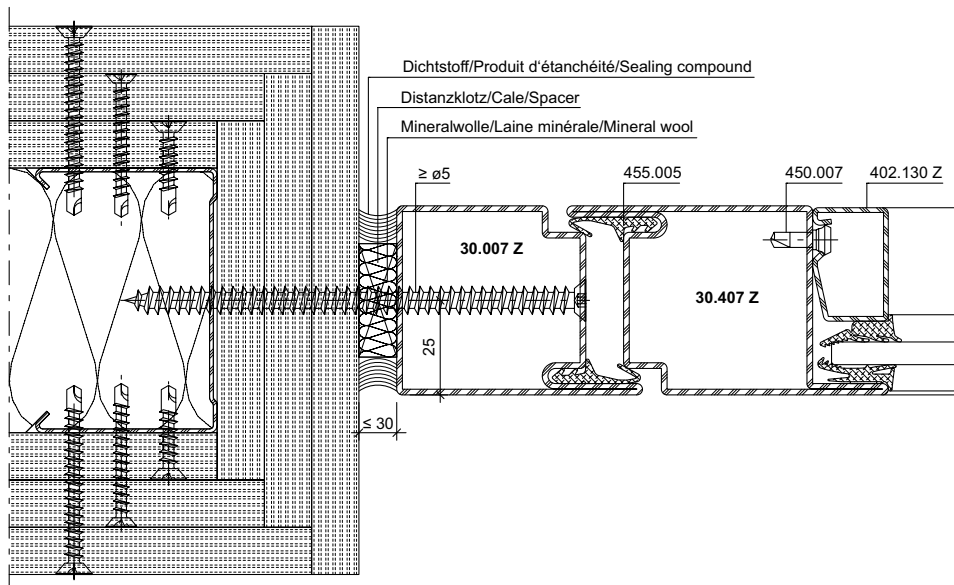 Dichtstoff/Produit d'étanchéité/Sealing compound
Distanzklotz/Cale/Spacer
Mineralwolle/Laine minérale/Mineral wool
≥ ø5
455.005
450.007
402.130 Z
30.007 Z
30.407 Z
25
≤ 30